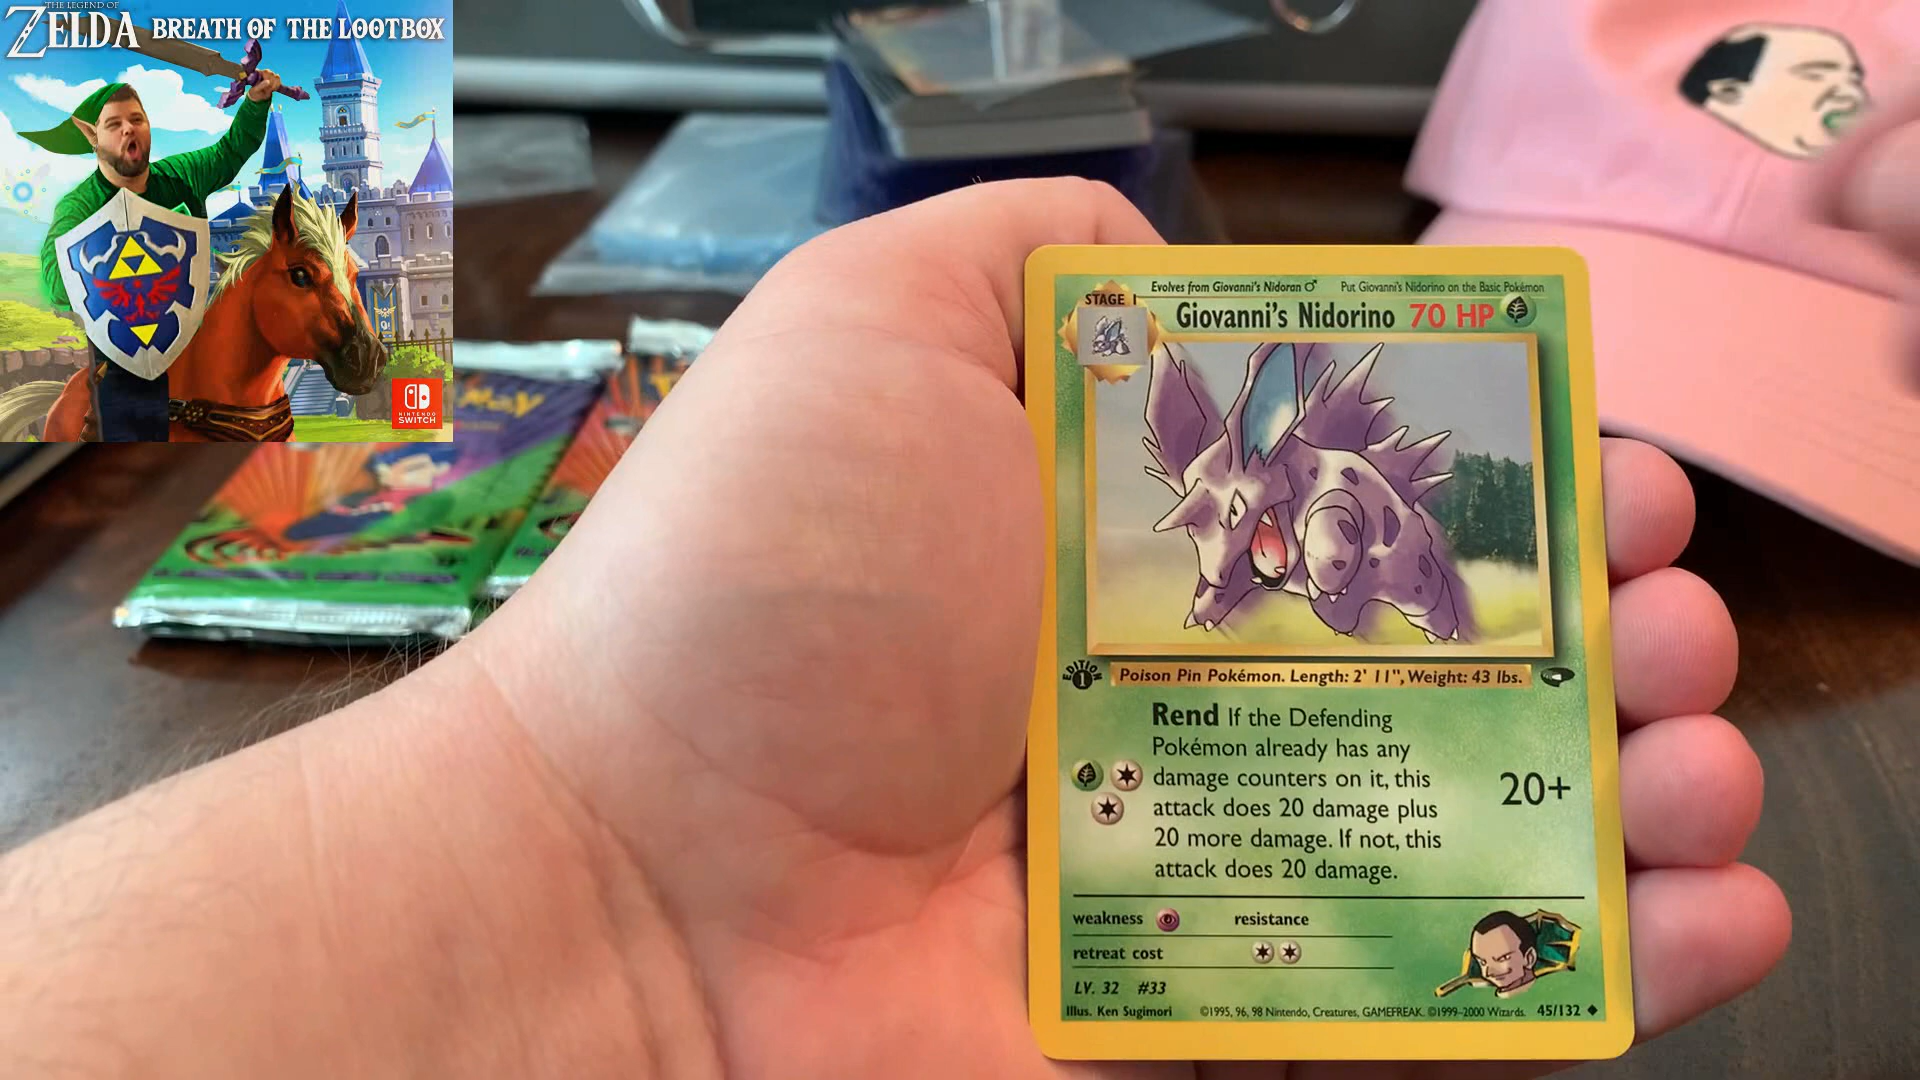 THE LEGEND OF
ZELDA BREATH OF THE LOOTBOX
NINTENDO
SWITCH
Evolves from Giovanni's Nidoran ♂ Put Giovanni's Nidorino on the Basic Pokémon
STAGE 1
Giovanni's Nidorino 70 HP
EDITION
1
Poison Pin Pokémon. Length: 2' 11", Weight: 43 lbs.
Rend If the Defending
Pokémon already has any
damage counters on it, this
attack does 20 damage plus
20 more damage. If not, this
attack does 20 damage.
20+
weakness resistance
retreat cost
LV. 32 #33
Illus. Ken Sugimori ©1995, 96, 98 Nintendo, Creatures, GAMEFREAK. ©1999-2000 Wizards. 45/132